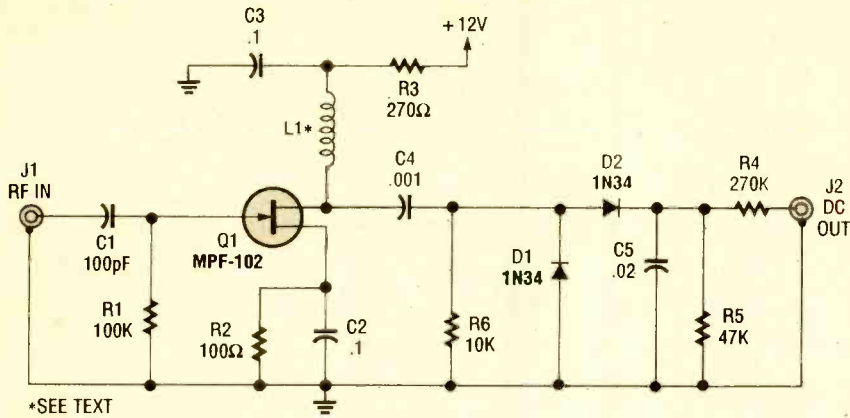 C3
.1
+12V
R3
270Ω
L1*
J1
RF IN
C4
.001
D2
1N34
R4
270K
J2
DC
OUT
C1
100pF
Q1
MPF-102
D1
1N34
C5
.02
R1
100K
R2
100Ω
C2
.1
R6
10K
R5
47K
*SEE TEXT